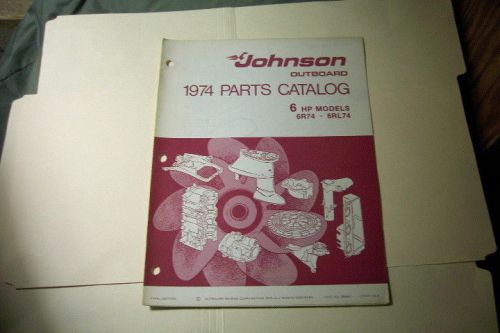 Johnson
OUTBOARD
1974 PARTS CATALOG
6 HP MODELS
6R74 - 6RL74